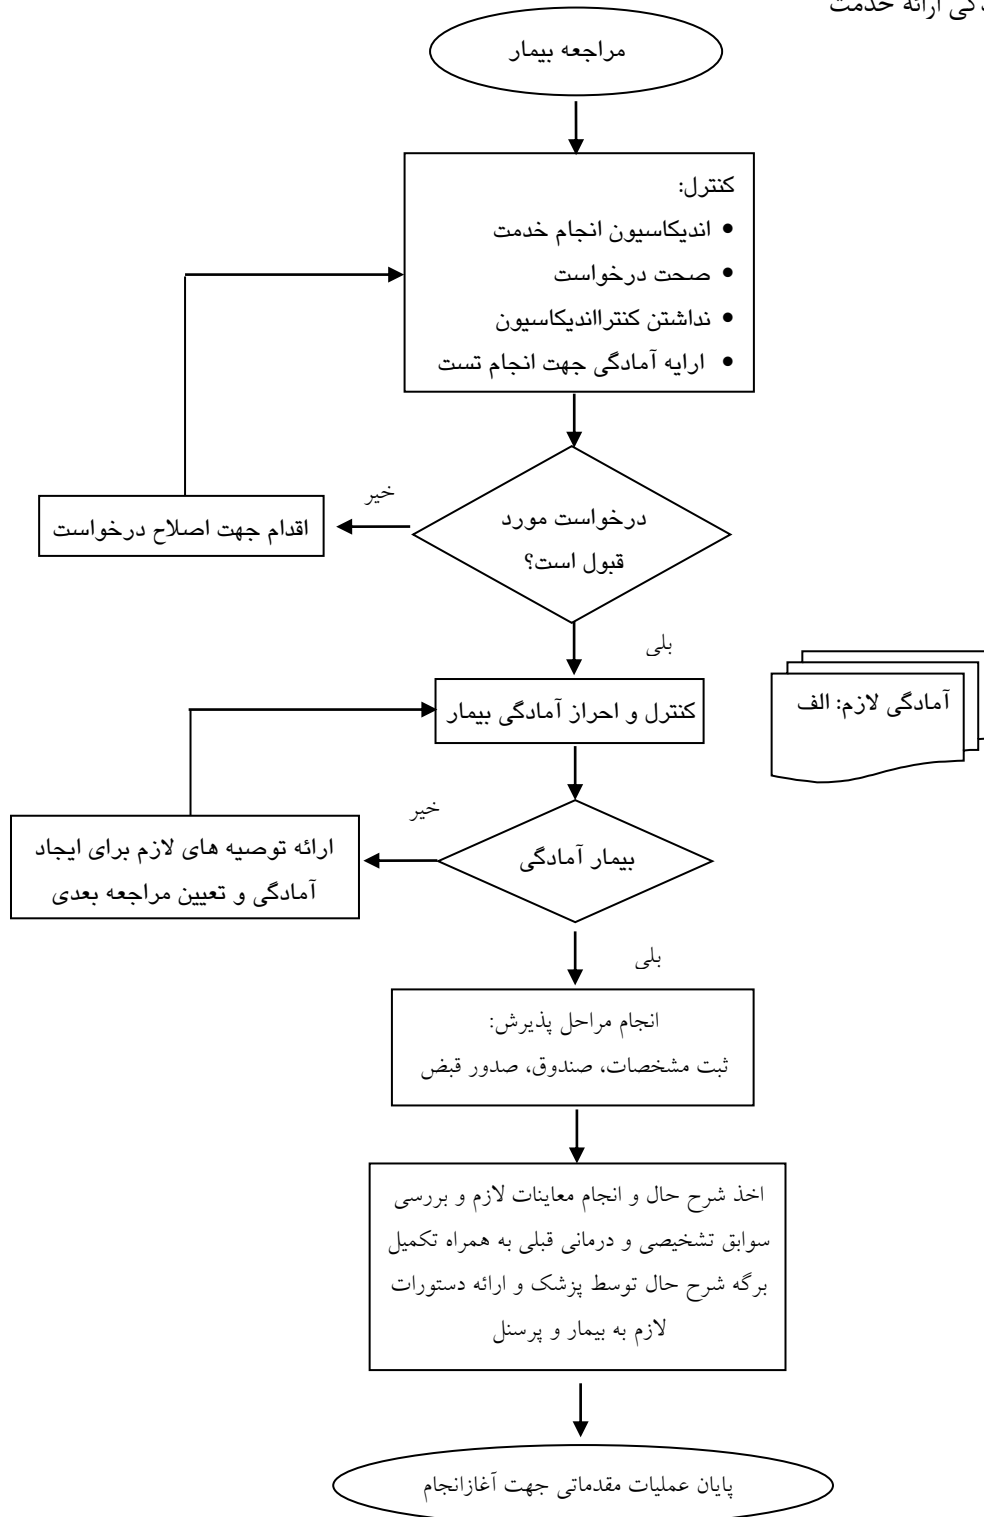 ارائه خدمت
مراجعه بیمار
کنترل:
• اندیکاسیون انجام خدمت
• صحت درخواست
• نداشتن کنترااندیکاسیون
• ارایه آمادگی جهت انجام تست
خیر
درخواست مورد
قبول است؟
اقدام جهت اصلاح درخواست
بلی
آمادگی لازم: الف
کنترل و احراز آمادگی بیمار
خیر
بیمار آمادگی
ارائه توصیه های لازم برای ایجاد
آمادگی و تعیین مراجعه بعدی
بلی
انجام مراحل پذیرش:
ثبت مشخصات، صندوق، صدور قبض
اخذ شرح حال و انجام معاینات لازم و بررسی
سوابق تشخیصی و درمانی قبلی به همراه تکمیل
برگه شرح حال توسط پزشک و ارائه دستورات
لازم به بیمار و پرسنل
پایان عملیات مقدماتی جهت آغازانجام